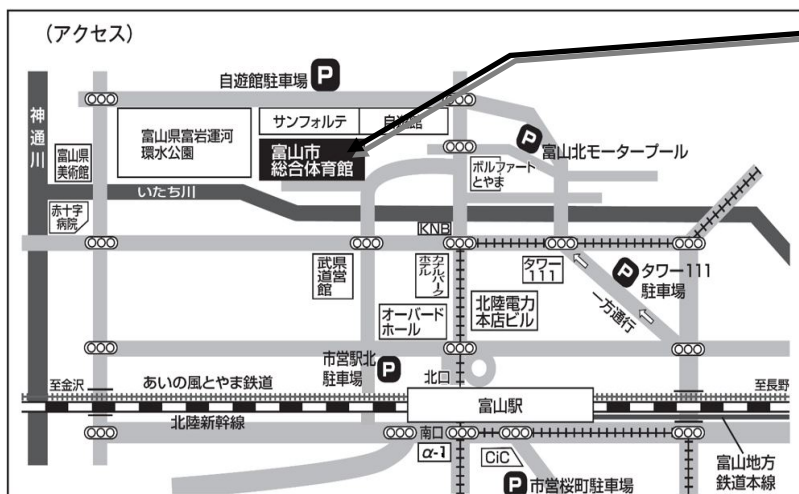 (アクセス)
自遊館駐車場 P
神通川
富山県
美術館
富山県富岩運河
環水公園
サンフォルテ
自遊館
富山市
総合体育館
P 富山北モータープール
ボルファート
とやま
いたち川
赤十字
病院
KNB
県営
武道館
カナルパーク
ホテル
タワー
111
P タワー111
駐車場
一方通行
オーバード
ホール
北陸電力
本店ビル
市営駅北
駐車場 P
北口
至金沢
あいの風とやま鉄道
至長野
富山駅
北陸新幹線
南口
α-1
CiC
富山地方
鉄道本線
P 市営桜町駐車場